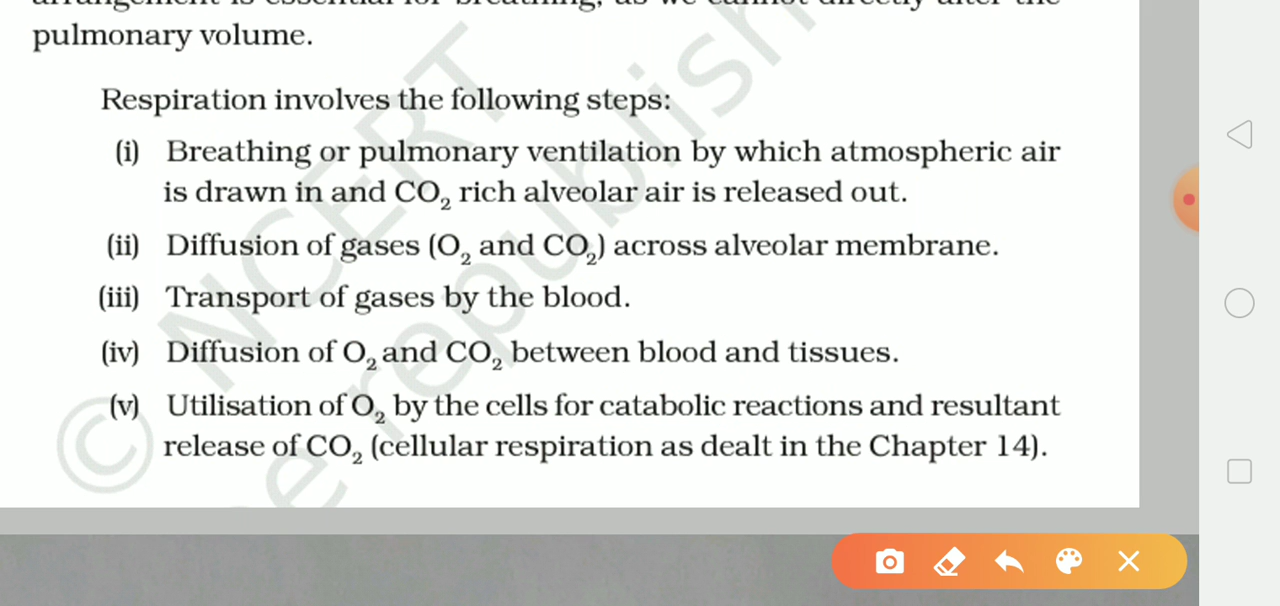 pulmonary volume.
Respiration involves the following steps:
(i) Breathing or pulmonary ventilation by which atmospheric air
is drawn in and CO₂ rich alveolar air is released out.
(ii) Diffusion of gases (O₂ and CO₂) across alveolar membrane.
(iii) Transport of gases by the blood.
(iv) Diffusion of O₂ and CO₂ between blood and tissues.
(v) Utilisation of O₂ by the cells for catabolic reactions and resultant
release of CO₂ (cellular respiration as dealt in the Chapter 14).
© NCERT
e republish